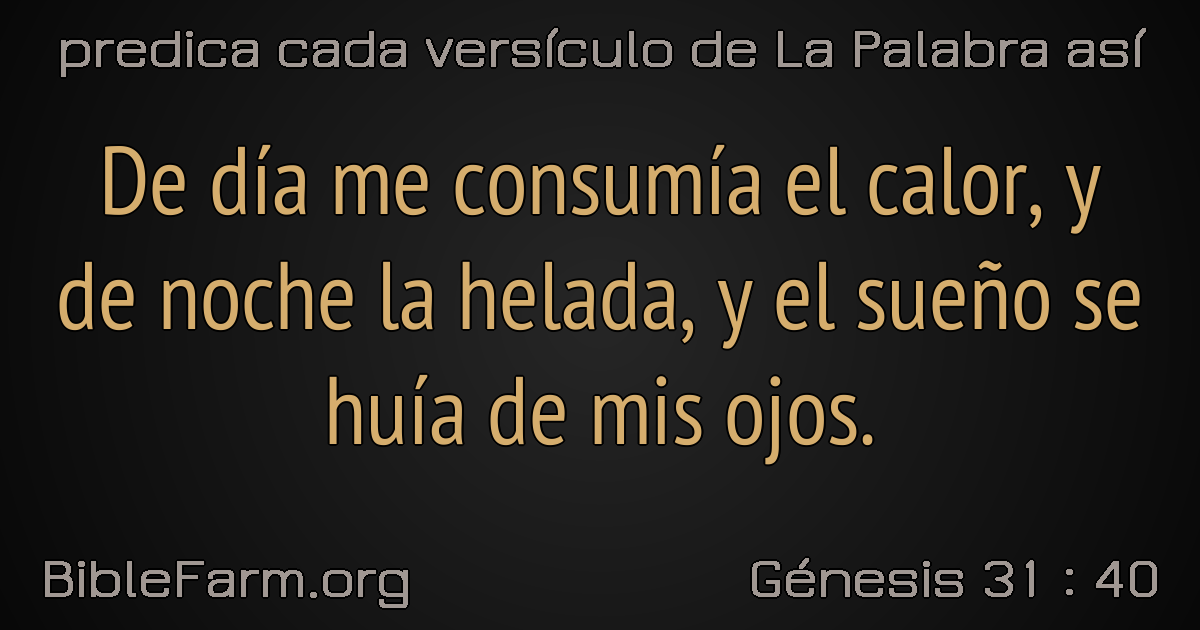 predica cada versículo de La Palabra así
De día me consumía el calor, y
de noche la helada, y el sueño se
huía de mis ojos.
BibleFarm.org
Génesis 31 : 40